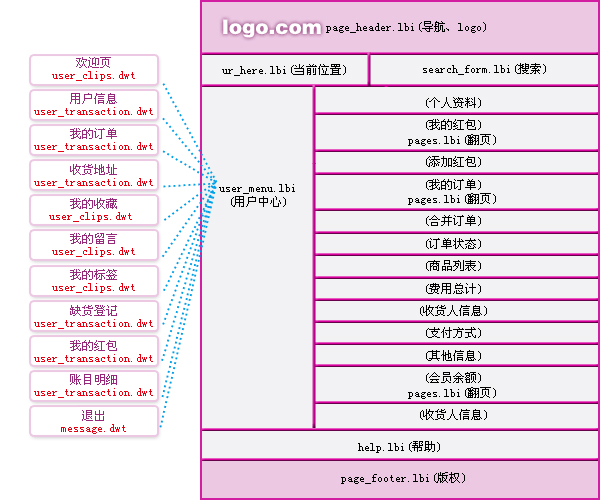 logo.com page_header.lbi(导航、logo)
ur_here.lbi(当前位置)
search_form.lbi(搜索)
欢迎页
user_clips.dwt
用户信息
user_transaction.dwt
我的订单
user_transaction.dwt
收货地址
user_transaction.dwt
我的收藏
user_clips.dwt
我的留言
user_clips.dwt
我的标签
user_clips.dwt
缺货登记
user_transaction.dwt
我的红包
user_transaction.dwt
账目明细
user_transaction.dwt
退出
message.dwt
user_menu.lbi
(用户中心)
(个人资料)
(我的红包)
pages.lbi(翻页)
(添加红包)
(我的订单)
pages.lbi(翻页)
(合并订单)
(订单状态)
(商品列表)
(费用总计)
(收货人信息)
(支付方式)
(其他信息)
(会员余额)
pages.lbi(翻页)
(收货人信息)
help.lbi(帮助)
page_footer.lbi(版权)